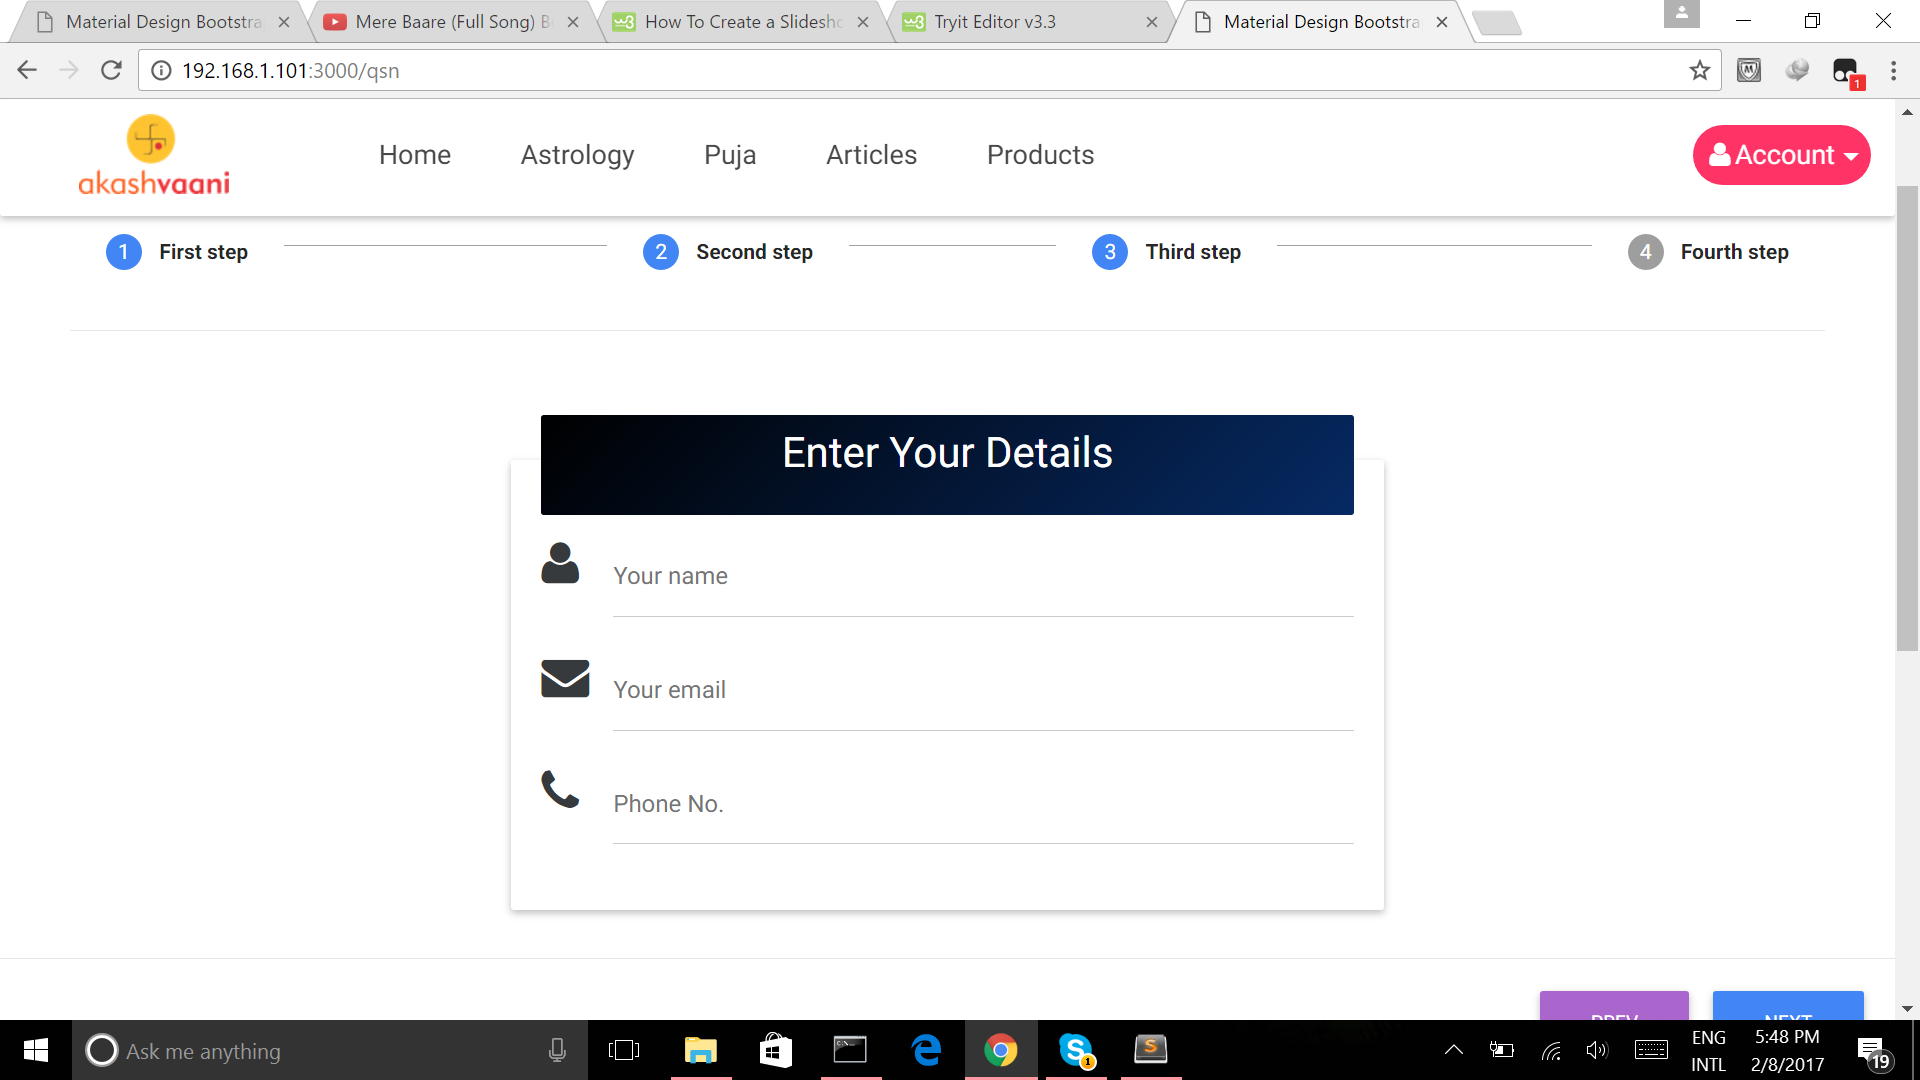 Material Design Bootstra
Mere Baare (Full Song) B
How To Create a Slidesho
Tryit Editor v3.3
Material Design Bootstra
192.168.1.101:3000/qsn
1
akashvaani
Home
Astrology
Puja
Articles
Products
Account
1 First step
2 Second step
3 Third step
4 Fourth step
Enter Your Details
Your name
Your email
Phone No.
PREV
NEXT
Ask me anything
ENG
INTL
5:48 PM
2/8/2017
19